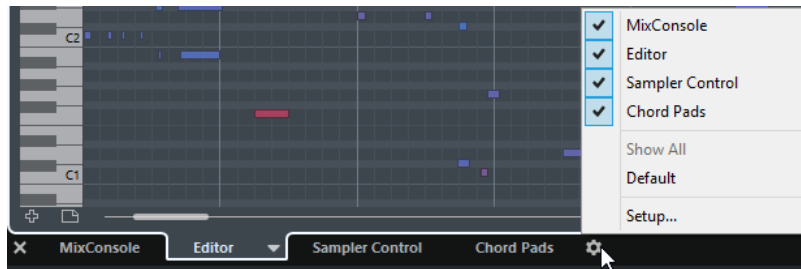 C2
C1
MixConsole
Editor
Sampler Control
Chord Pads
Show All
Default
Setup...
MixConsole Editor Sampler Control Chord Pads